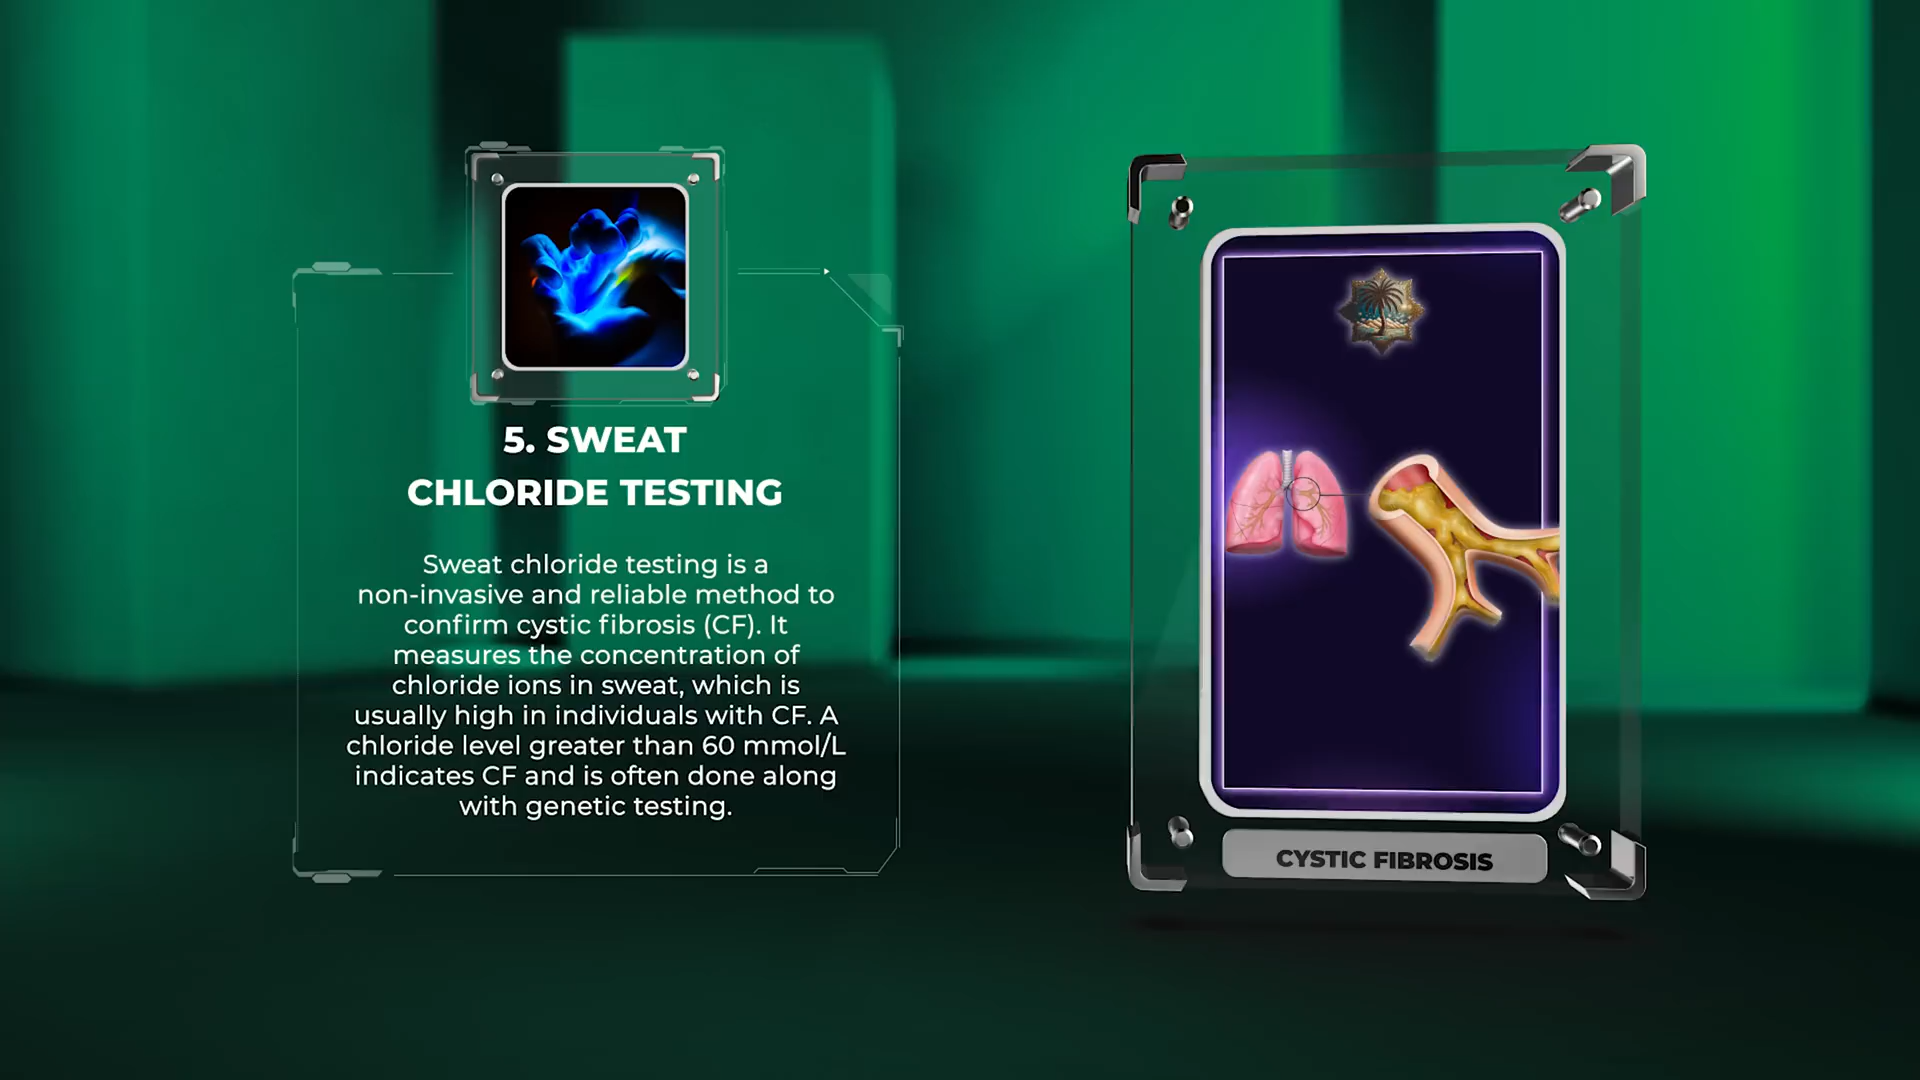 5. SWEAT
CHLORIDE TESTING
Sweat chloride testing is a
non-invasive and reliable method to
confirm cystic fibrosis (CF). It
measures the concentration of
chloride ions in sweat, which is
usually high in individuals with CF. A
chloride level greater than 60 mmol/L
indicates CF and is often done along
with genetic testing.
CYSTIC FIBROSIS